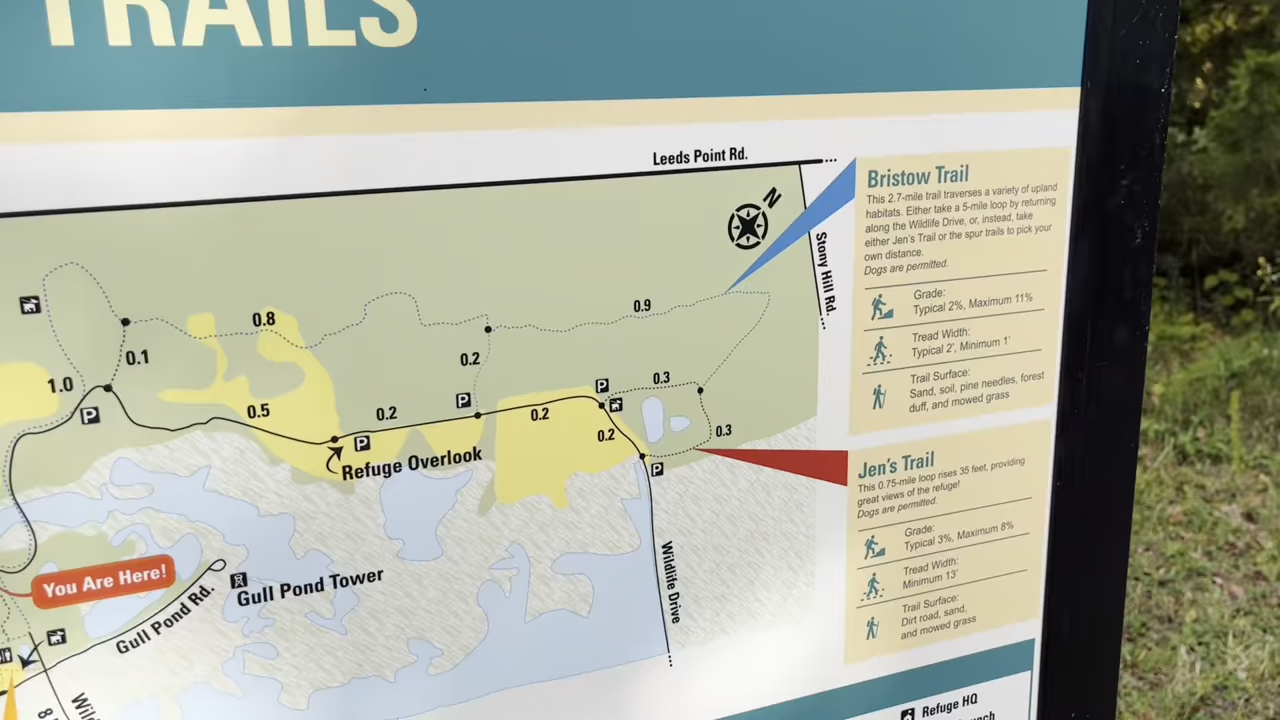 TRAILS
Leeds Point Rd.
N
Stony Hill Rd.
Bristow Trail
This 2.7-mile trail traverses a variety of upland
habitats. Either take a 5-mile loop by returning
along the Wildlife Drive, or, instead, take
either Jen's Trail or the spur trails to pick your
own distance.
Dogs are permitted.
Grade:
Typical 2%, Maximum 11%
Tread Width:
Typical 2', Minimum 1'
Trail Surface:
Sand, soil, pine needles, forest
duff, and mowed grass
0.8
0.9
0.1
0.2
1.0
P
0.5
0.2
P
0.2
P
0.3
0.2
0.3
P
P
Refuge Overlook
Jen's Trail
This 0.75-mile loop rises 35 feet, providing
great views of the refuge!
Dogs are permitted.
Grade:
Typical 3%, Maximum 8%
Tread Width:
Minimum 13'
Trail Surface:
Dirt road, sand,
and mowed grass
You Are Here!
Gull Pond Rd.
Gull Pond Tower
Wildlife Drive
8
Refuge HQ